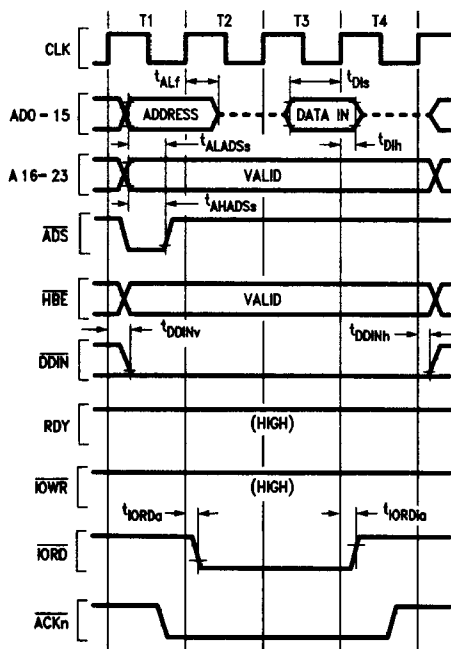 T1 T2 T3 T4
CLK
tALf tDIs
AD0-15 ADDRESS DATA IN
tALADSs tDIh
A16-23 VALID
tAHADSs
ADS
HBE VALID
tDDINv tDDINh
DDIN
RDY (HIGH)
IOWR (HIGH)
tIORDa tIORDia
IORD
ACKn